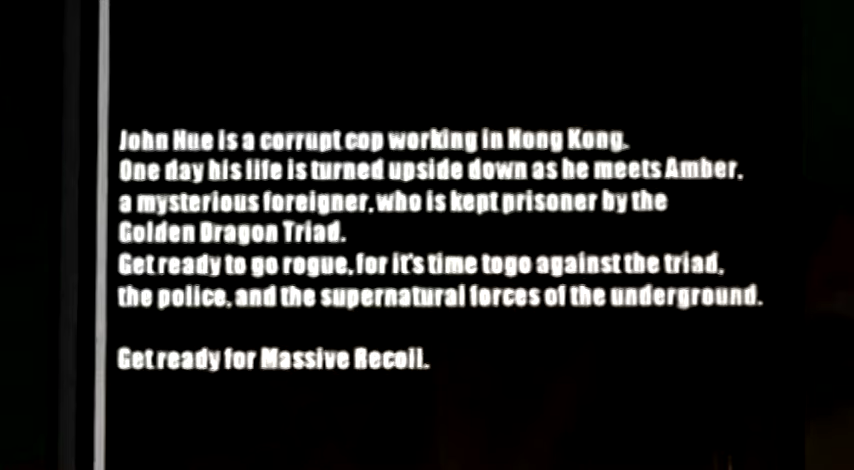 John Hue is a corrupt cop working in Hong Kong.
One day his life is turned upside down as he meets Amber,
a mysterious foreigner, who is kept prisoner by the
Golden Dragon Triad.
Get ready to go rogue, for it's time to go against the triad,
the police, and the supernatural forces of the underground.
Get ready for Massive Recoil.